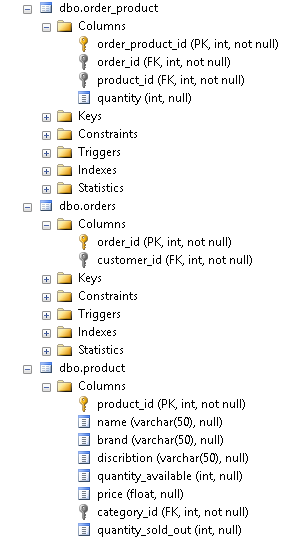 dbo.order_product
Columns
order_product_id (PK, int, not null)
order_id (FK, int, not null)
product_id (FK, int, not null)
quantity (int, null)
Keys
Constraints
Triggers
Indexes
Statistics
dbo.orders
Columns
order_id (PK, int, not null)
customer_id (FK, int, not null)
Keys
Constraints
Triggers
Indexes
Statistics
dbo.product
Columns
product_id (PK, int, not null)
name (varchar(50), null)
brand (varchar(50), null)
discribtion (varchar(50), null)
quantity_available (int, null)
price (float, null)
category_id (FK, int, not null)
quantity_sold_out (int, null)